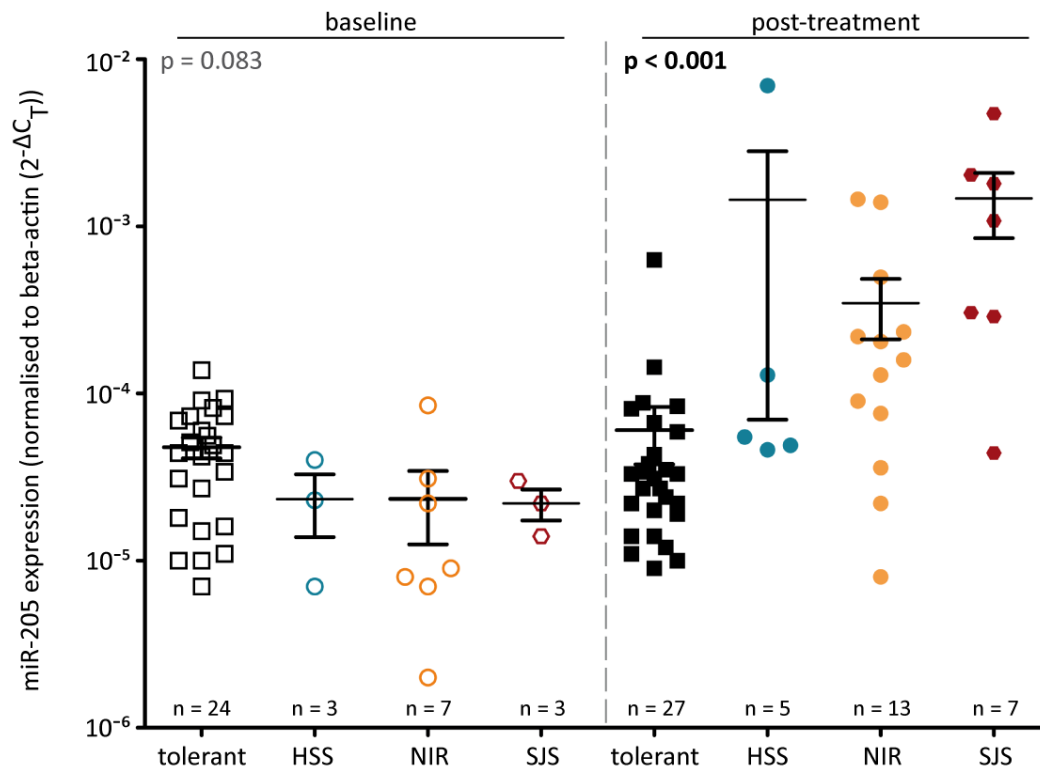 baseline post-treatment
p = 0.083 p < 0.001
miR-205 expression (normalised to beta-actin (2-ΔCT))
10−2
10−3
10−4
10−5
10−6
n = 24 n = 3 n = 7 n = 3 n = 27 n = 5 n = 13 n = 7
tolerant HSS NIR SJS tolerant HSS NIR SJS